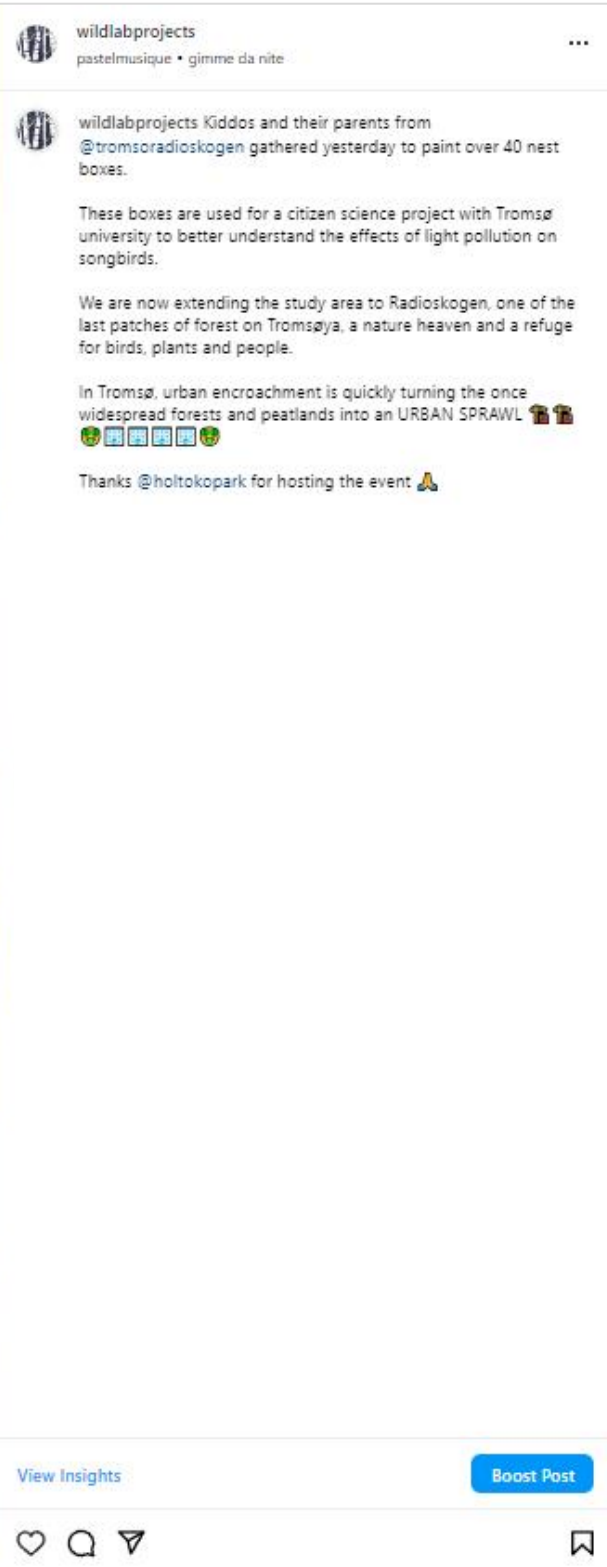 wildlabprojects
pastelmusique • gimme da nite
wildlabprojects Kiddos and their parents from
@tromsoradioskogen gathered yesterday to paint over 40 nest
boxes.
These boxes are used for a citizen science project with Tromsø
university to better understand the effects of light pollution on
songbirds.
We are now extending the study area to Radioskogen, one of the
last patches of forest on Tromsøya, a nature heaven and a refuge
for birds, plants and people.
In Tromsø, urban encroachment is quickly turning the once
widespread forests and peatlands into an URBAN SPRAWL
Thanks @holtokopark for hosting the event 🙏
View Insights
Boost Post